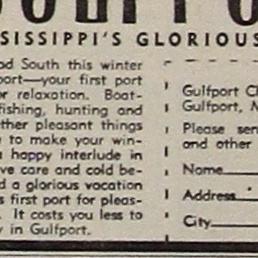 SISSIPPI'S GLORIOUS
od South this winter
port—your first port
r relaxation. Boat-
fishing, hunting and
ther pleasant things
to make your win-
a happy interlude in
ve care and cold be-
d a glorious vacation
s first port for pleas-
. It costs you less to
y in Gulfport.
Gulfport C
Gulfport, M
Please sen
and other
Name
Address
City